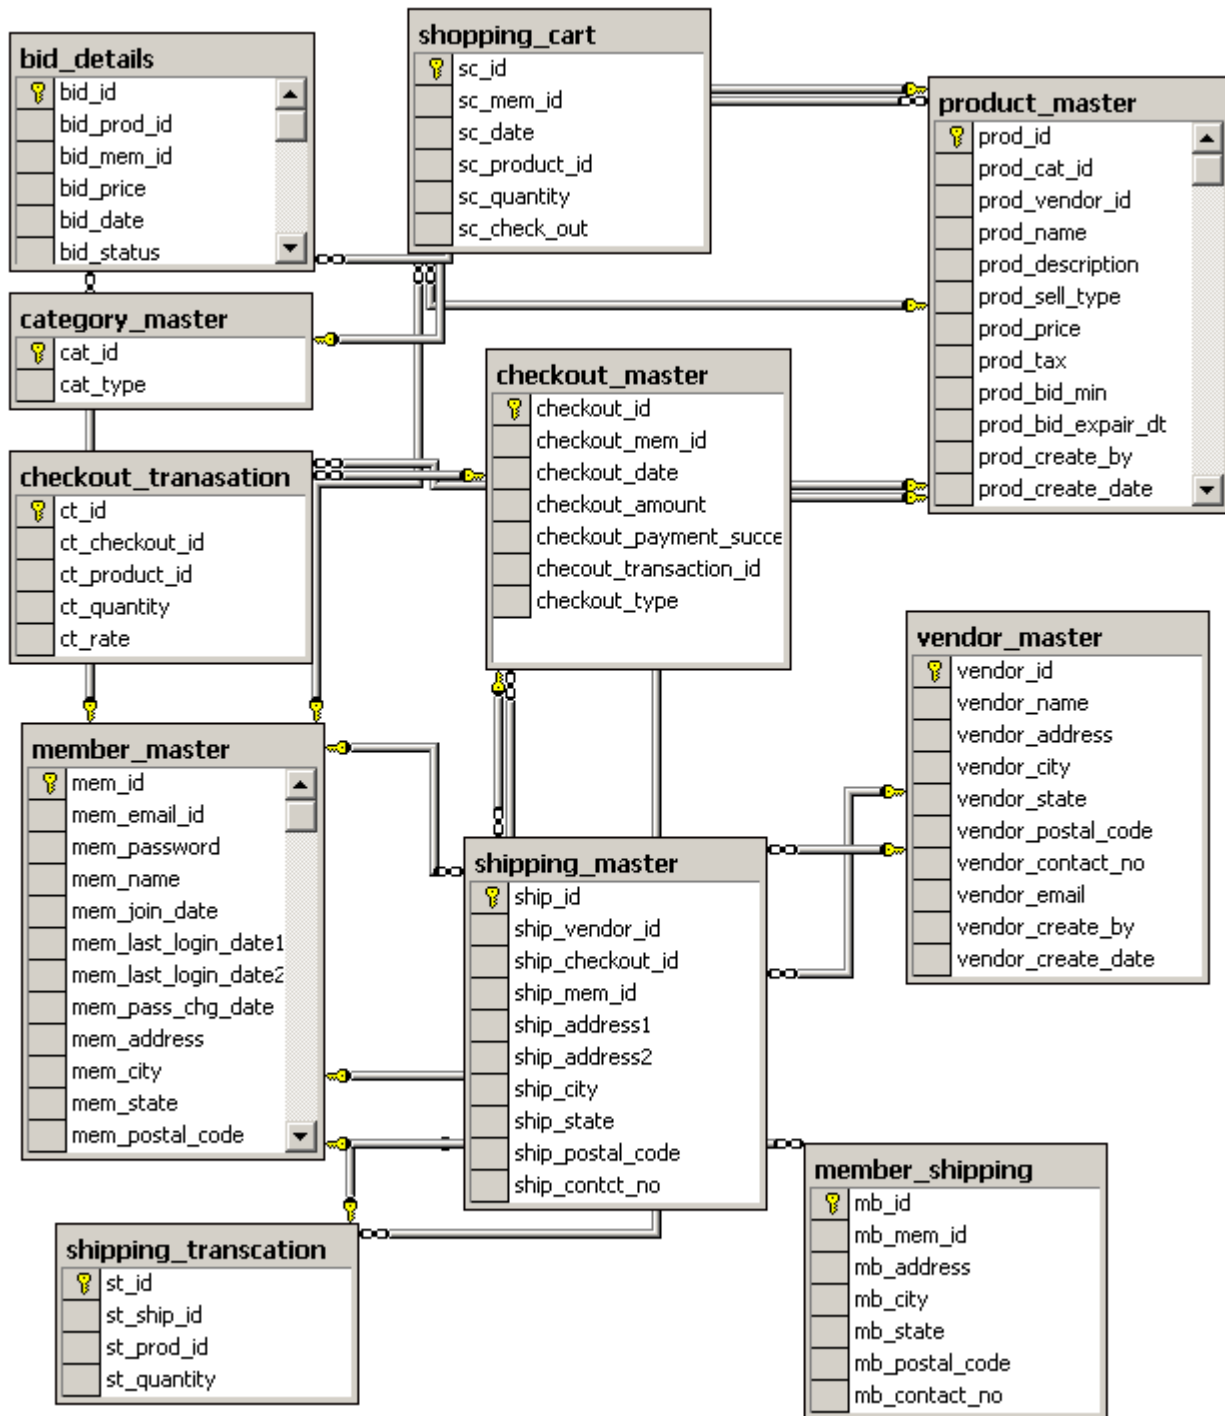 bid_details
bid_id
bid_prod_id
bid_mem_id
bid_price
bid_date
bid_status
shopping_cart
sc_id
sc_mem_id
sc_date
sc_product_id
sc_quantity
sc_check_out
product_master
prod_id
prod_cat_id
prod_vendor_id
prod_name
prod_description
prod_sell_type
prod_price
prod_tax
prod_bid_min
prod_bid_expair_dt
prod_create_by
prod_create_date
category_master
cat_id
cat_type
checkout_master
checkout_id
checkout_mem_id
checkout_date
checkout_amount
checkout_payment_succe
checout_transaction_id
checkout_type
checkout_tranasation
ct_id
ct_checkout_id
ct_product_id
ct_quantity
ct_rate
vendor_master
vendor_id
vendor_name
vendor_address
vendor_city
vendor_state
vendor_postal_code
vendor_contact_no
vendor_email
vendor_create_by
vendor_create_date
member_master
mem_id
mem_email_id
mem_password
mem_name
mem_join_date
mem_last_login_date1
mem_last_login_date2
mem_pass_chg_date
mem_address
mem_city
mem_state
mem_postal_code
shipping_master
ship_id
ship_vendor_id
ship_checkout_id
ship_mem_id
ship_address1
ship_address2
ship_city
ship_state
ship_postal_code
ship_contct_no
member_shipping
mb_id
mb_mem_id
mb_address
mb_city
mb_state
mb_postal_code
mb_contact_no
shipping_transcation
st_id
st_ship_id
st_prod_id
st_quantity